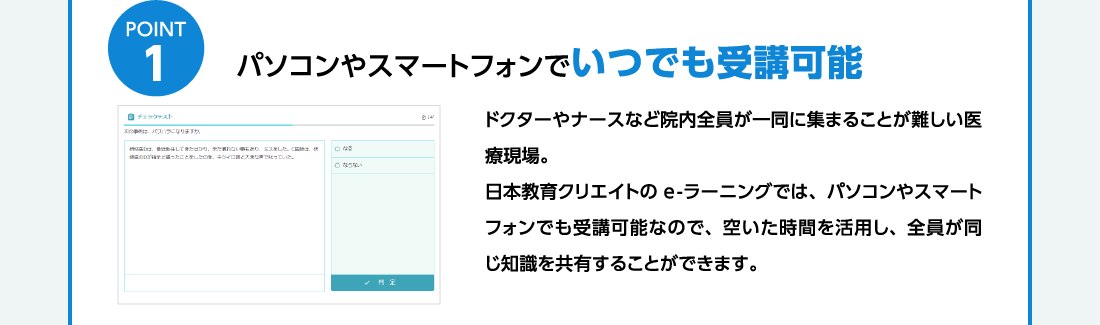 POINT
1
パソコンやスマートフォンでいつでも受講可能
チェックテスト
次の事例は、パワハラになりますか。
なる
ならない
判 定
ドクターやナースなど院内全員が一同に集まることが難しい医
療現場。
日本教育クリエイトの e-ラーニングでは、パソコンやスマート
フォンでも受講可能なので、空いた時間を活用し、全員が同
じ知識を共有することができます。